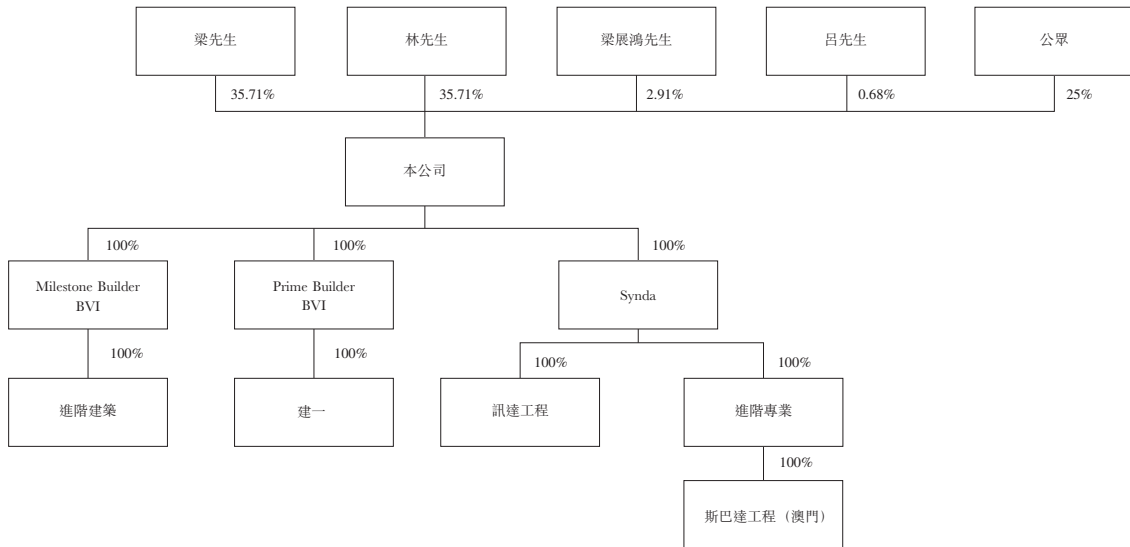 梁先生
林先生
梁展鴻先生
呂先生
公眾
35.71%
35.71%
2.91%
0.68%
25%
本公司
100%
100%
100%
Milestone Builder
BVI
Prime Builder
BVI
Synda
100%
100%
100%
100%
進階建築
建一
訊達工程
進階專業
100%
斯巴達工程（澳門）